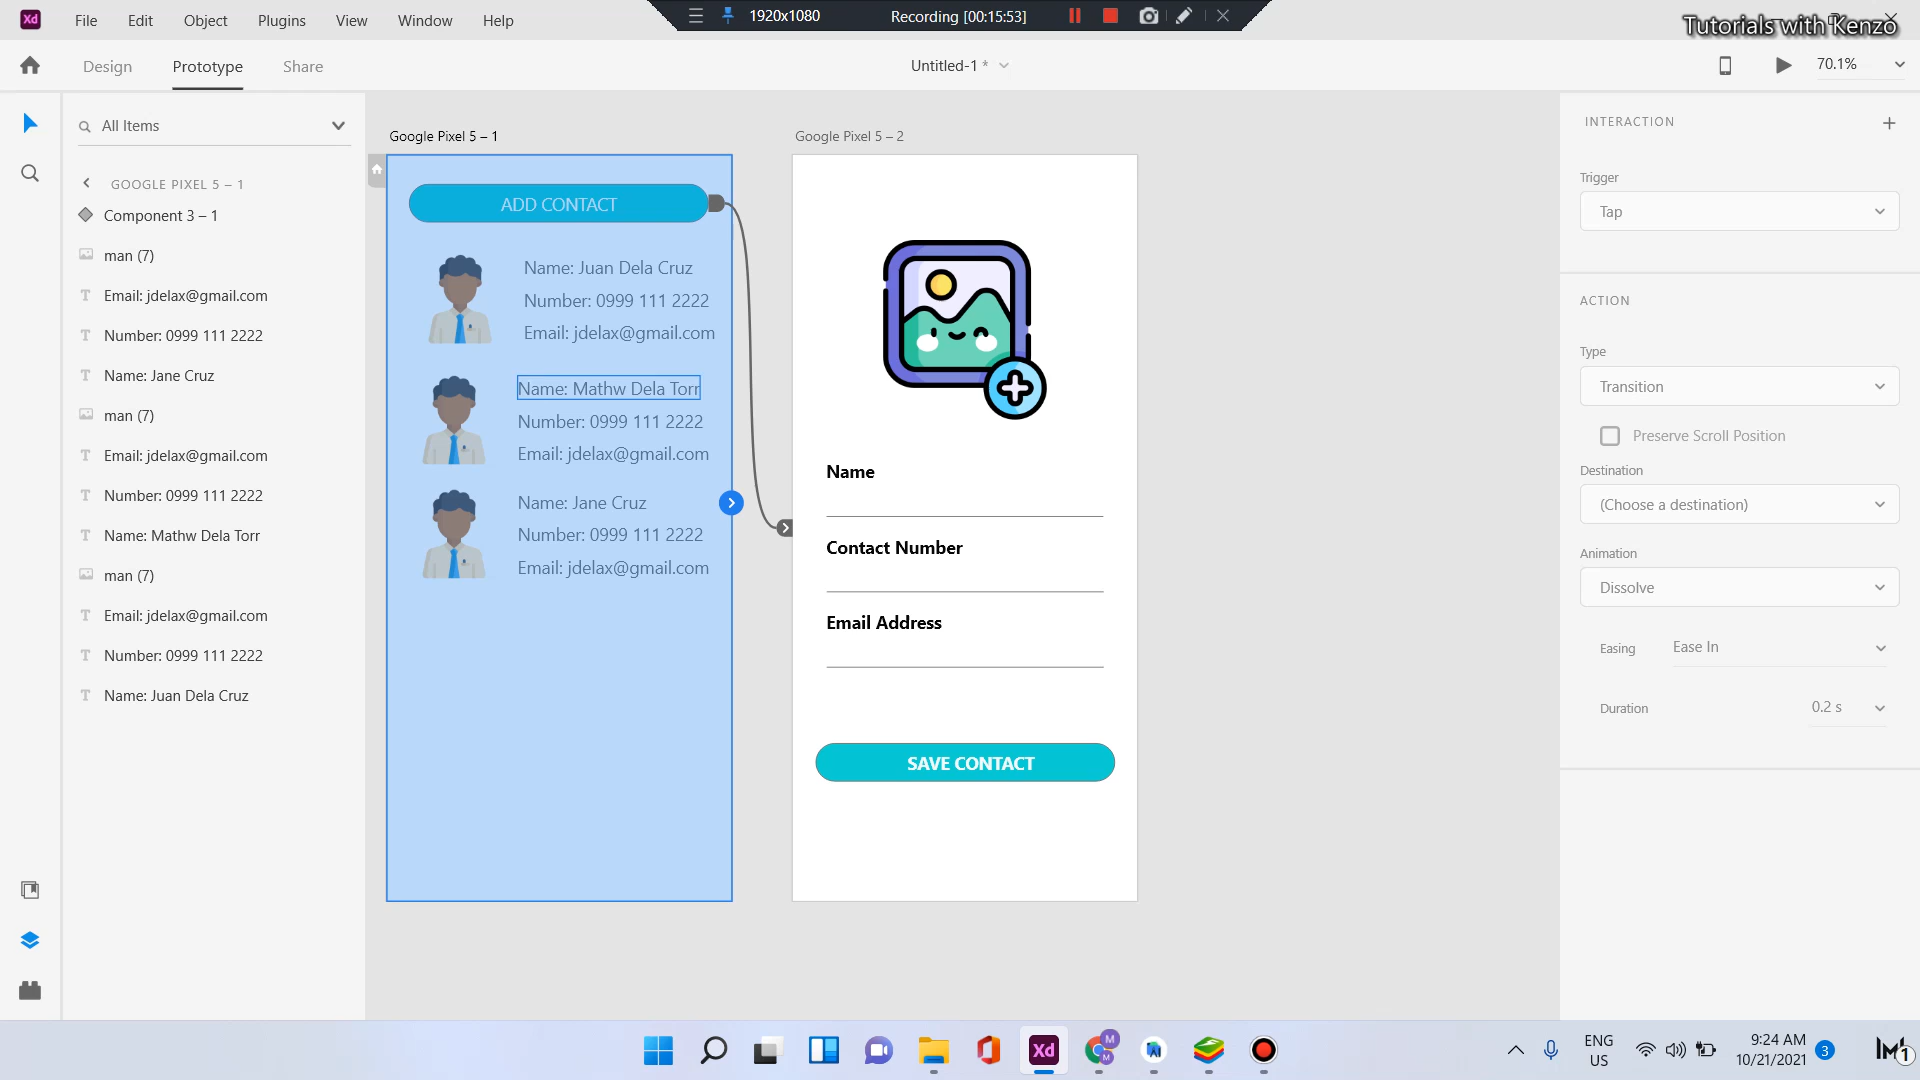 Xd
File
Edit
Object
Plugins
View
Window
Help
1920x1080
Recording [00:15:53]
Tutorials with Kenzo
Design
Prototype
Share
Untitled-1 *
70.1%
All Items
GOOGLE PIXEL 5 – 1
Component 3 – 1
man (7)
Email: jdelax@gmail.com
Number: 0999 111 2222
Name: Jane Cruz
man (7)
Email: jdelax@gmail.com
Number: 0999 111 2222
Name: Mathw Dela Torr
man (7)
Email: jdelax@gmail.com
Number: 0999 111 2222
Name: Juan Dela Cruz
Google Pixel 5 – 1
ADD CONTACT
Name: Juan Dela Cruz
Number: 0999 111 2222
Email: jdelax@gmail.com
Name: Mathw Dela Torr
Number: 0999 111 2222
Email: jdelax@gmail.com
Name: Jane Cruz
Number: 0999 111 2222
Email: jdelax@gmail.com
Google Pixel 5 – 2
Name
Contact Number
Email Address
SAVE CONTACT
INTERACTION
Trigger
Tap
ACTION
Type
Transition
Preserve Scroll Position
Destination
(Choose a destination)
Animation
Dissolve
Easing
Ease In
Duration
0.2 s
Xd
M
M
ENG
US
9:24 AM
10/21/2021
3
1